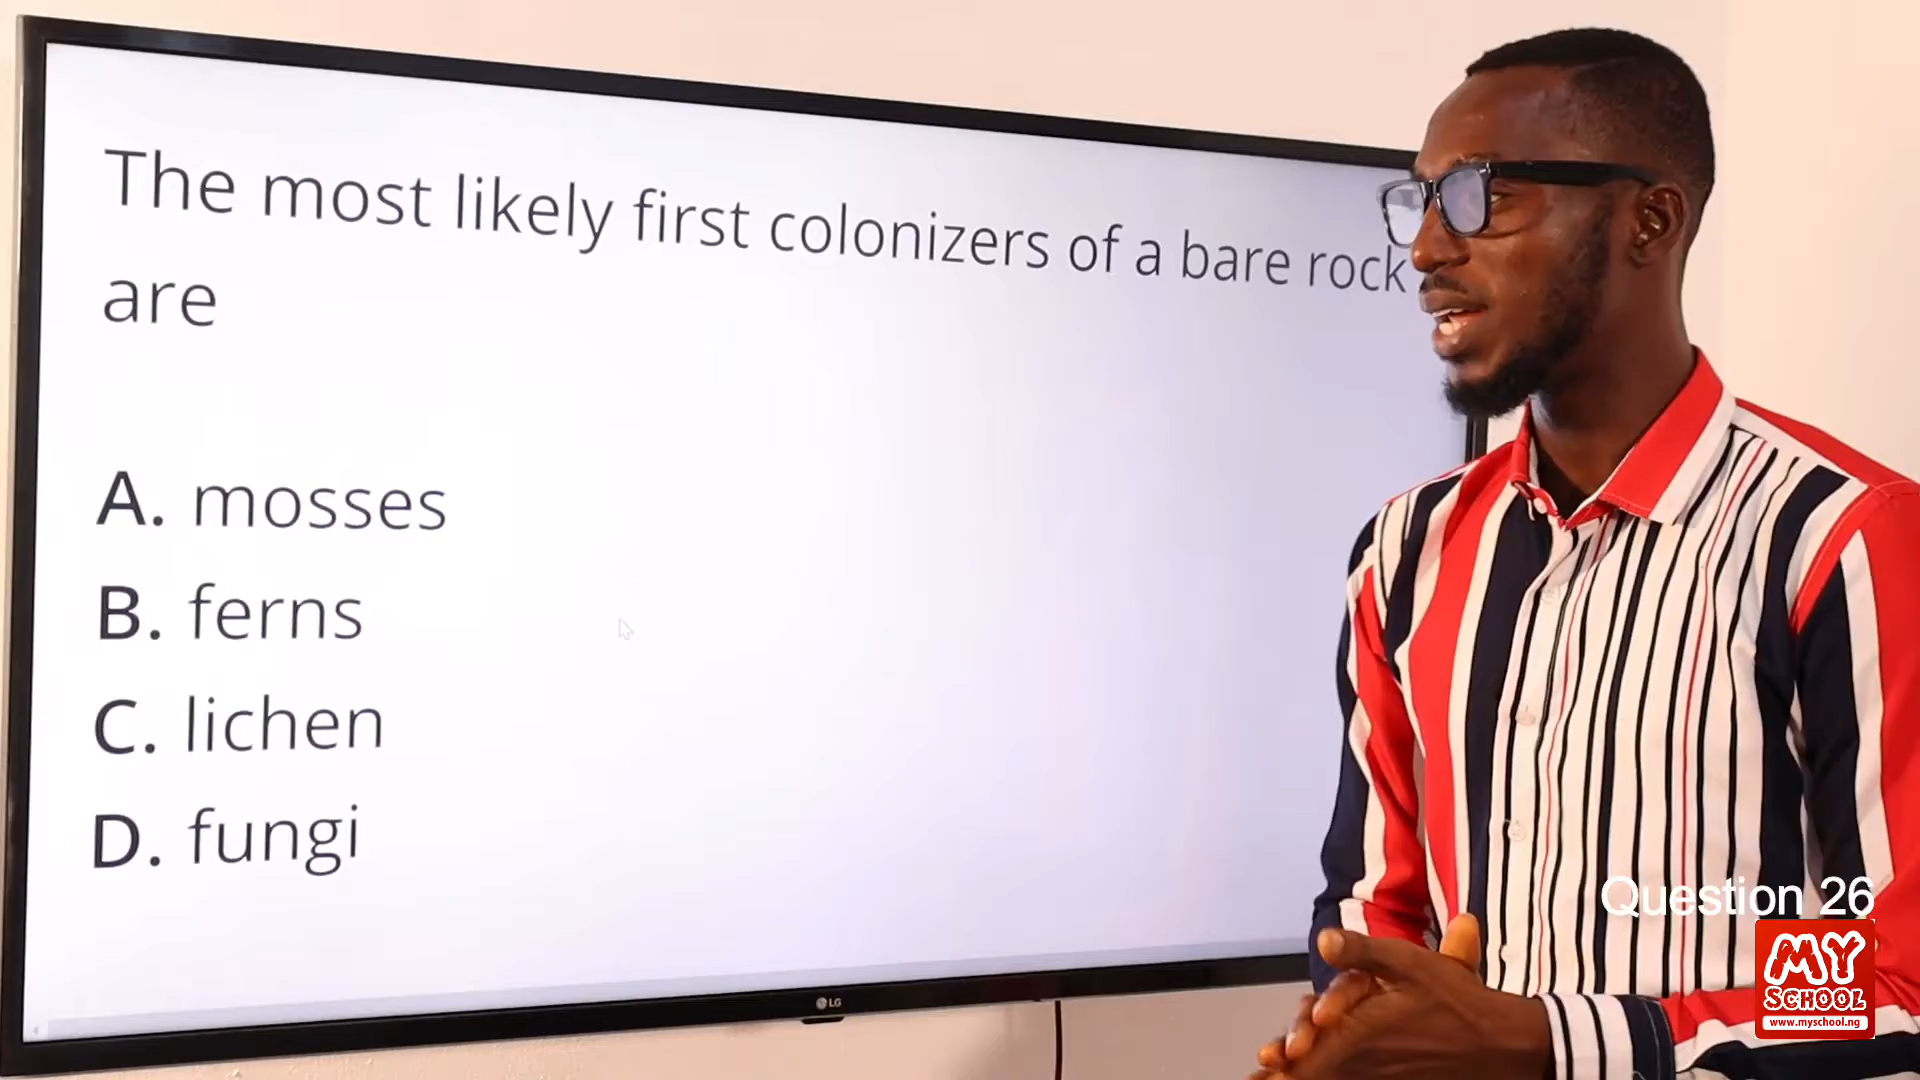 The most likely first colonizers of a bare rock
are
A. mosses
B. ferns
C. lichen
D. fungi
LG
Question 26
MY
SCHOOL
www.myschool.ng